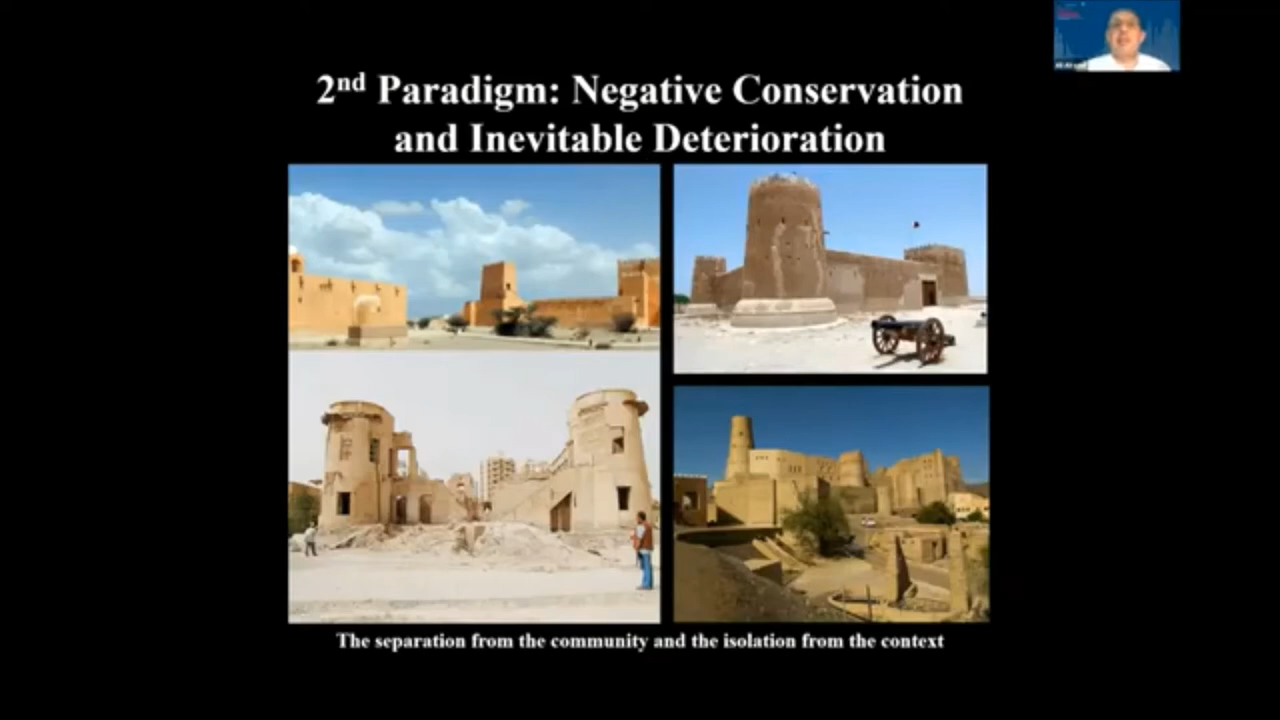 2nd Paradigm: Negative Conservation
and Inevitable Deterioration
The separation from the community and the isolation from the context